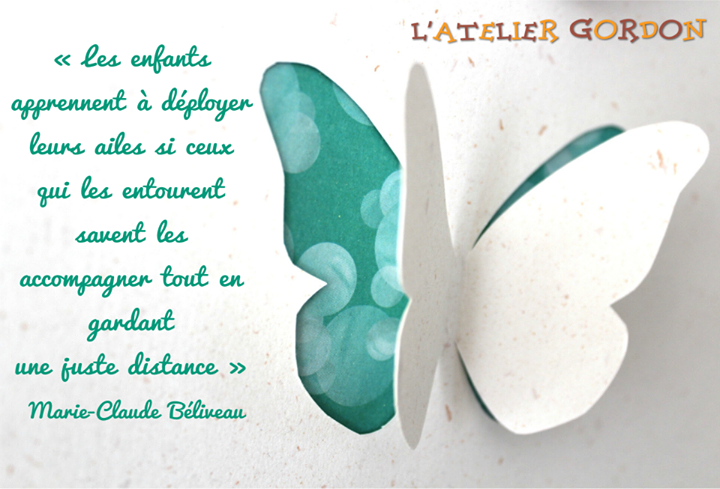 L'ATELIER GORDON
« Les enfants
apprennent à déployer
leurs ailes si ceux
qui les entourent
savent les
accompagner tout en
gardant
une juste distance »
Marie-Claude Béliveau